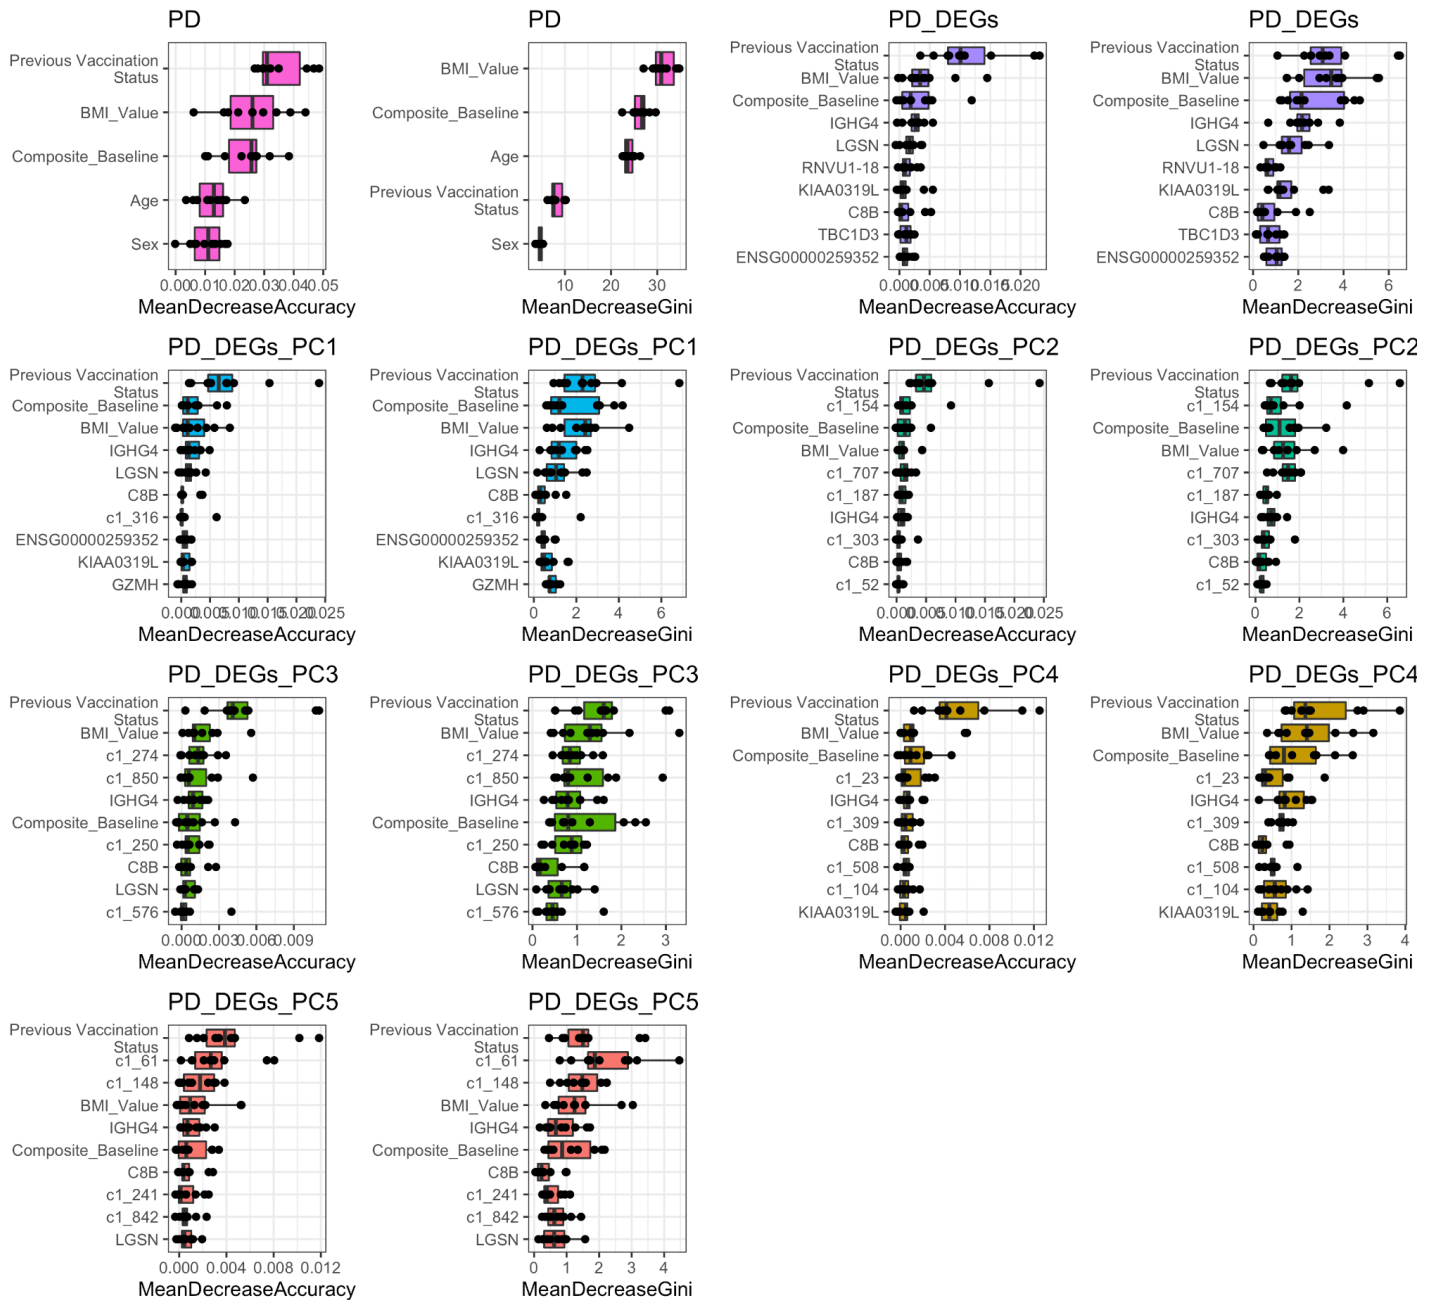 PD
Previous Vaccination
Status
BMI_Value
Composite_Baseline
Age
Sex
0.000.010.020.030.040.05
MeanDecreaseAccuracy
PD
BMI_Value
Composite_Baseline
Age
Previous Vaccination
Status
Sex
10 20 30
MeanDecreaseGini
PD_DEGs
Previous Vaccination
Status
BMI_Value
Composite_Baseline
IGHG4
LGSN
RNVU1-18
KIAA0319L
C8B
TBC1D3
ENSG00000259352
0.0000.0050.0100.0150.020
MeanDecreaseAccuracy
PD_DEGs
Previous Vaccination
Status
BMI_Value
Composite_Baseline
IGHG4
LGSN
RNVU1-18
KIAA0319L
C8B
TBC1D3
ENSG00000259352
0 2 4 6
MeanDecreaseGini
PD_DEGs_PC1
Previous Vaccination
Status
Composite_Baseline
BMI_Value
IGHG4
LGSN
C8B
c1_316
ENSG00000259352
KIAA0319L
GZMH
0.0000.0050.0100.0150.0200.025
MeanDecreaseAccuracy
PD_DEGs_PC1
Previous Vaccination
Status
Composite_Baseline
BMI_Value
IGHG4
LGSN
C8B
c1_316
ENSG00000259352
KIAA0319L
GZMH
0 2 4 6
MeanDecreaseGini
PD_DEGs_PC2
Previous Vaccination
Status
c1_154
Composite_Baseline
BMI_Value
c1_707
c1_187
IGHG4
c1_303
C8B
c1_52
0.0000.0050.0100.0150.0200.025
MeanDecreaseAccuracy
PD_DEGs_PC2
Previous Vaccination
Status
c1_154
Composite_Baseline
BMI_Value
c1_707
c1_187
IGHG4
c1_303
C8B
c1_52
0 2 4 6
MeanDecreaseGini
PD_DEGs_PC3
Previous Vaccination
Status
BMI_Value
c1_274
c1_850
IGHG4
Composite_Baseline
c1_250
C8B
LGSN
c1_576
0.0000.0030.0060.009
MeanDecreaseAccuracy
PD_DEGs_PC3
Previous Vaccination
Status
BMI_Value
c1_274
c1_850
IGHG4
Composite_Baseline
c1_250
C8B
LGSN
c1_576
0 1 2 3
MeanDecreaseGini
PD_DEGs_PC4
Previous Vaccination
Status
BMI_Value
Composite_Baseline
c1_23
IGHG4
c1_309
C8B
c1_508
c1_104
KIAA0319L
0.000 0.004 0.008 0.012
MeanDecreaseAccuracy
PD_DEGs_PC4
Previous Vaccination
Status
BMI_Value
Composite_Baseline
c1_23
IGHG4
c1_309
C8B
c1_508
c1_104
KIAA0319L
0 1 2 3 4
MeanDecreaseGini
PD_DEGs_PC5
Previous Vaccination
Status
c1_61
c1_148
BMI_Value
IGHG4
Composite_Baseline
C8B
c1_241
c1_842
LGSN
0.000 0.004 0.008 0.012
MeanDecreaseAccuracy
PD_DEGs_PC5
Previous Vaccination
Status
c1_61
c1_148
BMI_Value
IGHG4
Composite_Baseline
C8B
c1_241
c1_842
LGSN
0 1 2 3 4
MeanDecreaseGini